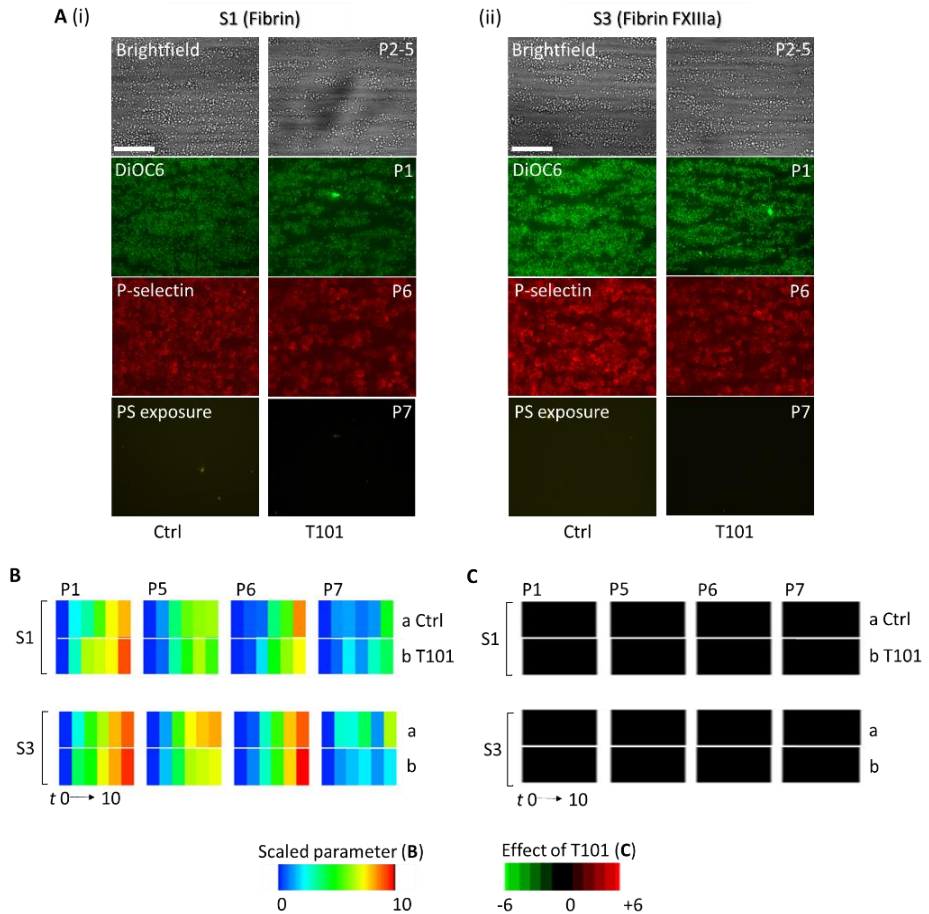 A (i) S1 (Fibrin) (ii) S3 (Fibrin FXIIIa)
Brightfield P2-5 Brightfield P2-5
DiOC6 P1 DiOC6 P1
P-selectin P6 P-selectin P6
PS exposure P7 PS exposure P7
Ctrl T101 Ctrl T101
B C
P1 P5 P6 P7 P1 P5 P6 P7
S1 a Ctrl S1 a Ctrl
b T101 b T101
S3 a S3 a
b b
t 0 → 10 t 0 → 10
Scaled parameter (B) Effect of T101 (C)
0 10 -6 0 +6